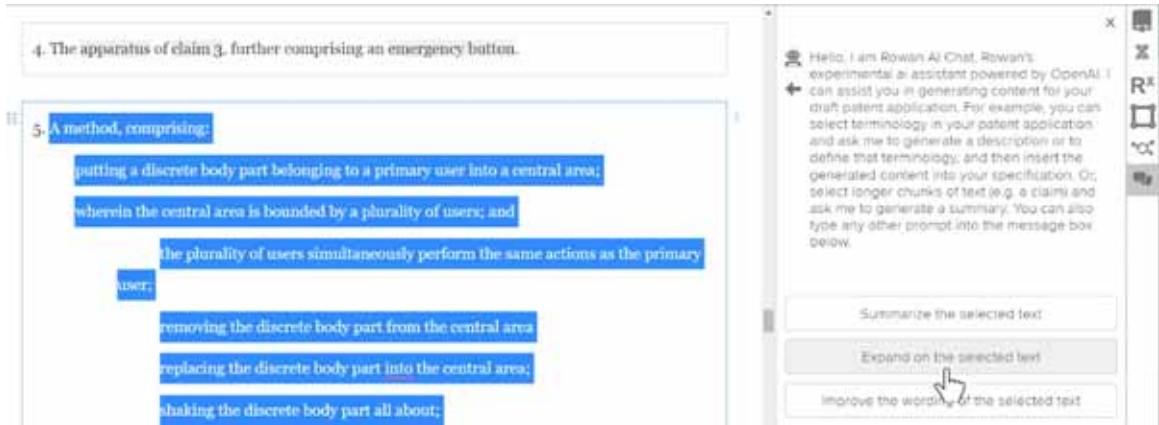 4. The apparatus of claim 3, further comprising an emergency button.
5. A method, comprising:
putting a discrete body part belonging to a primary user into a central area;
wherein the central area is bounded by a plurality of users; and
the plurality of users simultaneously perform the same actions as the primary
user;
removing the discrete body part from the central area
replacing the discrete body part into the central area;
shaking the discrete body part all about;
Hello, I am Rowan AI Chat, Rowan's
experimental ai assistant powered by OpenAI. I
can assist you in generating content for your
draft patent application. For example, you can
select terminology in your patent application
and ask me to generate a description or to
define that terminology, and then insert the
generated content into your specification. Or,
select longer chunks of text (e.g. a claim) and
ask me to generate a summary. You can also
type any other prompt into the message box
below.
Summarize the selected text
Expand on the selected text
Improve the wording of the selected text